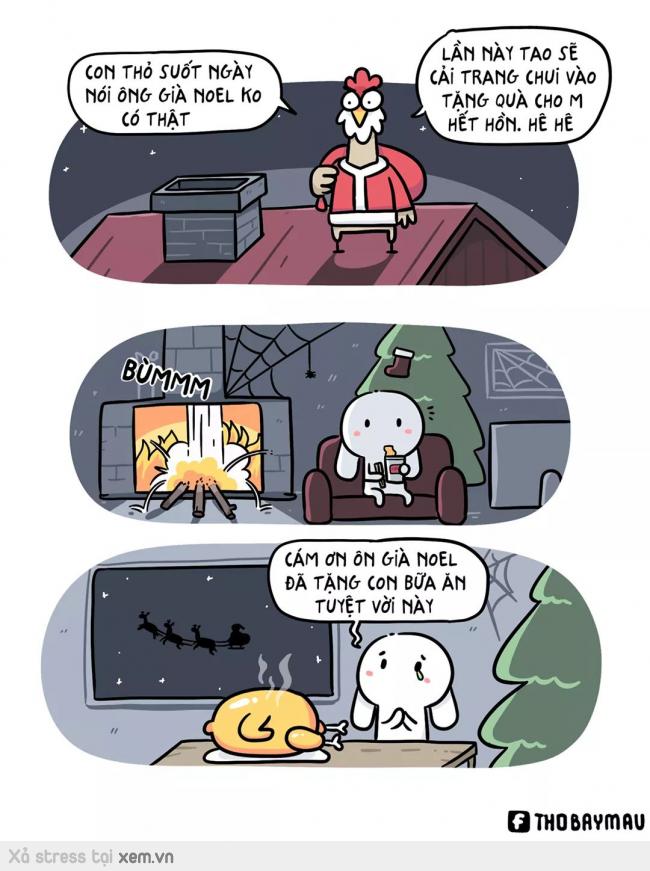 CON THỎ SUỐT NGÀY
NÓI ÔNG GIÀ NOEL KO
CÓ THẬT
LẦN NÀY TAO SẼ
CẢI TRANG CHUI VÀO
TẶNG QUÀ CHO M
HẾT HỒN. HÊ HÊ
BÙMMM
CÁM ƠN ÔN GIÀ NOEL
ĐÃ TẶNG CON BỮA ĂN
TUYỆT VỜI NÀY
f THOBAYMAU
Xả stress tại xem.vn